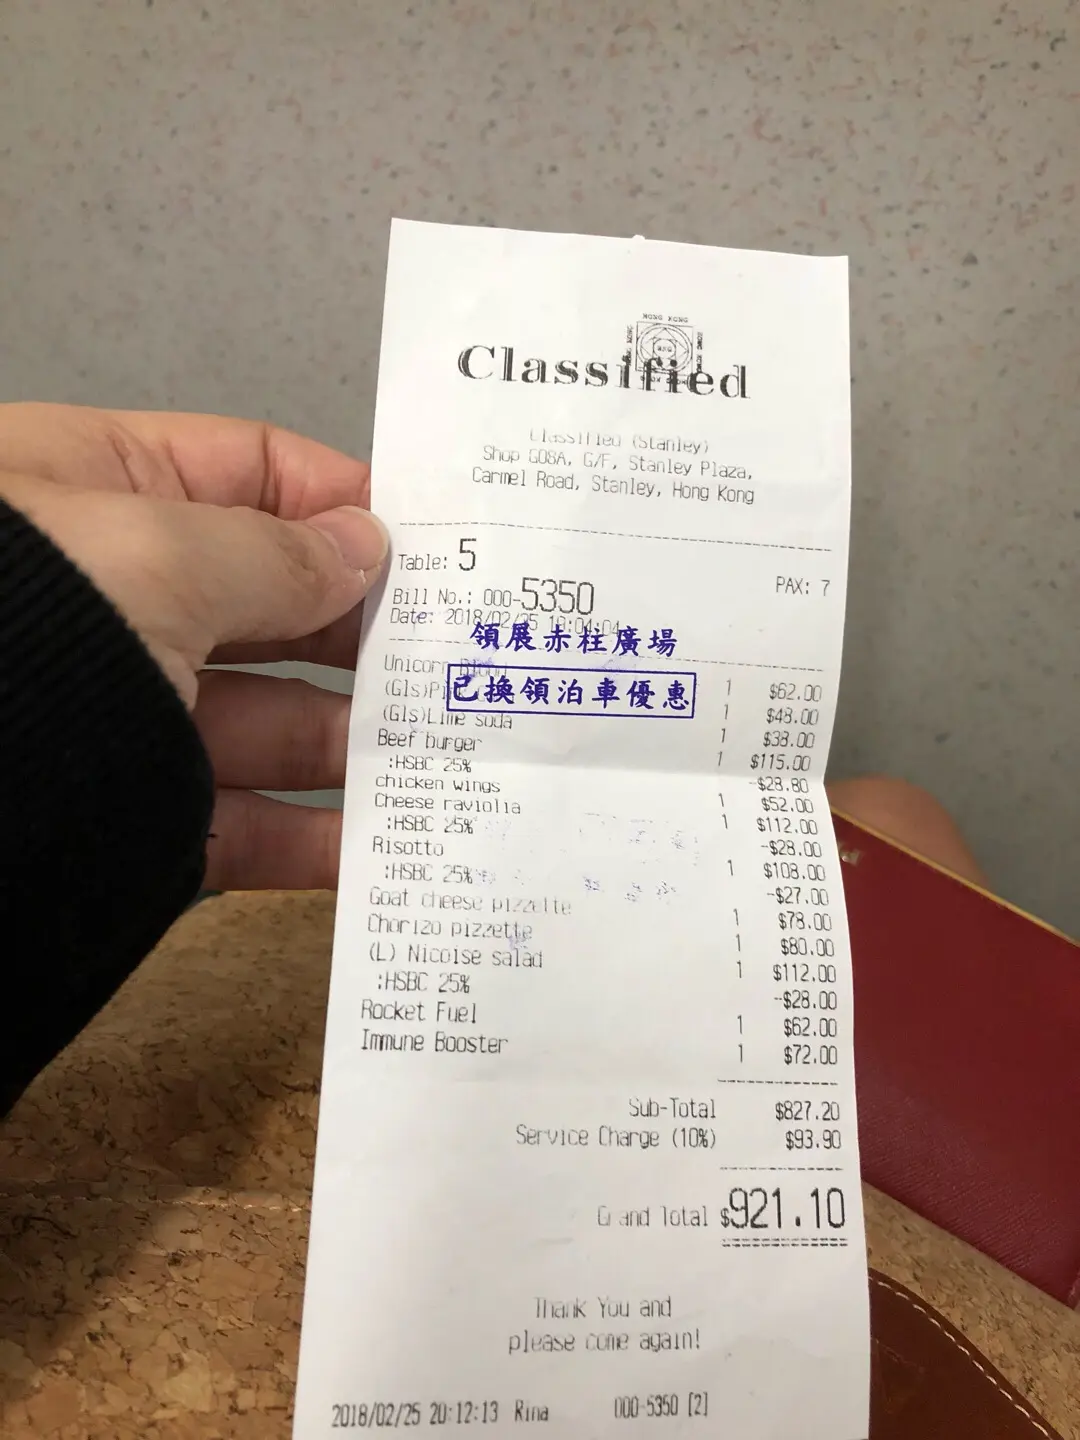 HONG KONG
Classified
Classified (Stanley)
Shop G08A, G/F, Stanley Plaza,
Carmel Road, Stanley, Hong Kong
Table: 5 PAX: 7
Bill No.: 000-5350
Date: 2018/02/25
領展赤柱廣場
Unicorn 1 $62.00
已換領泊車優惠
(Gls) 1 $48.00
(Gls)Lime soda 1 $38.00
Beef burger 1 $115.00
:HSBC 25% -$28.80
chicken wings 1 $52.00
Cheese raviolia 1 $112.00
:HSBC 25% -$28.00
Risotto 1 $108.00
:HSBC 25% -$27.00
Goat cheese pizzette 1 $78.00
Chorizo pizzette 1 $80.00
(L) Nicoise salad 1 $112.00
:HSBC 25% -$28.00
Rocket Fuel 1 $62.00
Immune Booster 1 $72.00
Sub-Total $827.20
Service Charge (10%) $93.90
Grand Total $921.10
Thank You and
please come again!
2018/02/25 20:12:13 Rina 000-5350 [2]